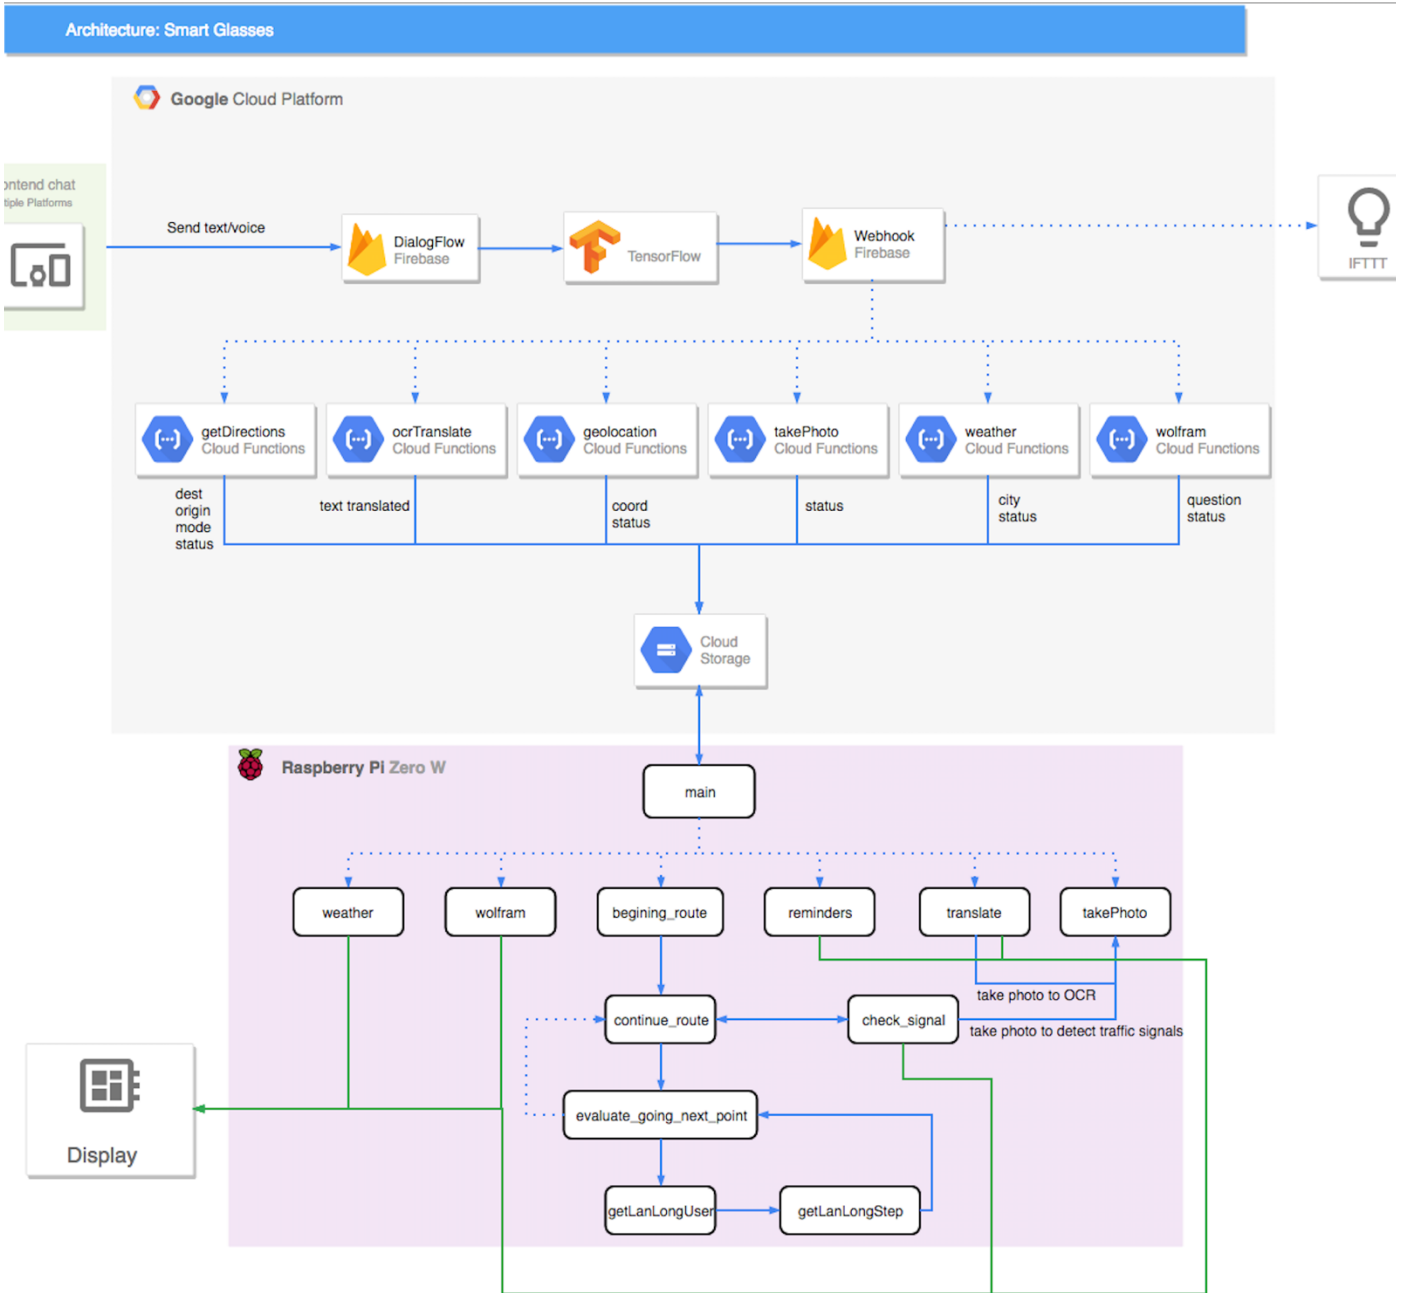 Architecture: Smart Glasses
Google Cloud Platform
ontend chat
tiple Platforms
Send text/voice
DialogFlow
Firebase
TensorFlow
Webhook
Firebase
IFTTT
getDirections
Cloud Functions
ocrTranslate
Cloud Functions
geolocation
Cloud Functions
takePhoto
Cloud Functions
weather
Cloud Functions
wolfram
Cloud Functions
dest
origin
mode
status
text translated
coord
status
status
city
status
question
status
Cloud
Storage
Raspberry Pi Zero W
main
weather
wolfram
begining_route
reminders
translate
takePhoto
take photo to OCR
continue_route
check_signal
take photo to detect traffic signals
evaluate_going_next_point
Display
getLanLongUser
getLanLongStep